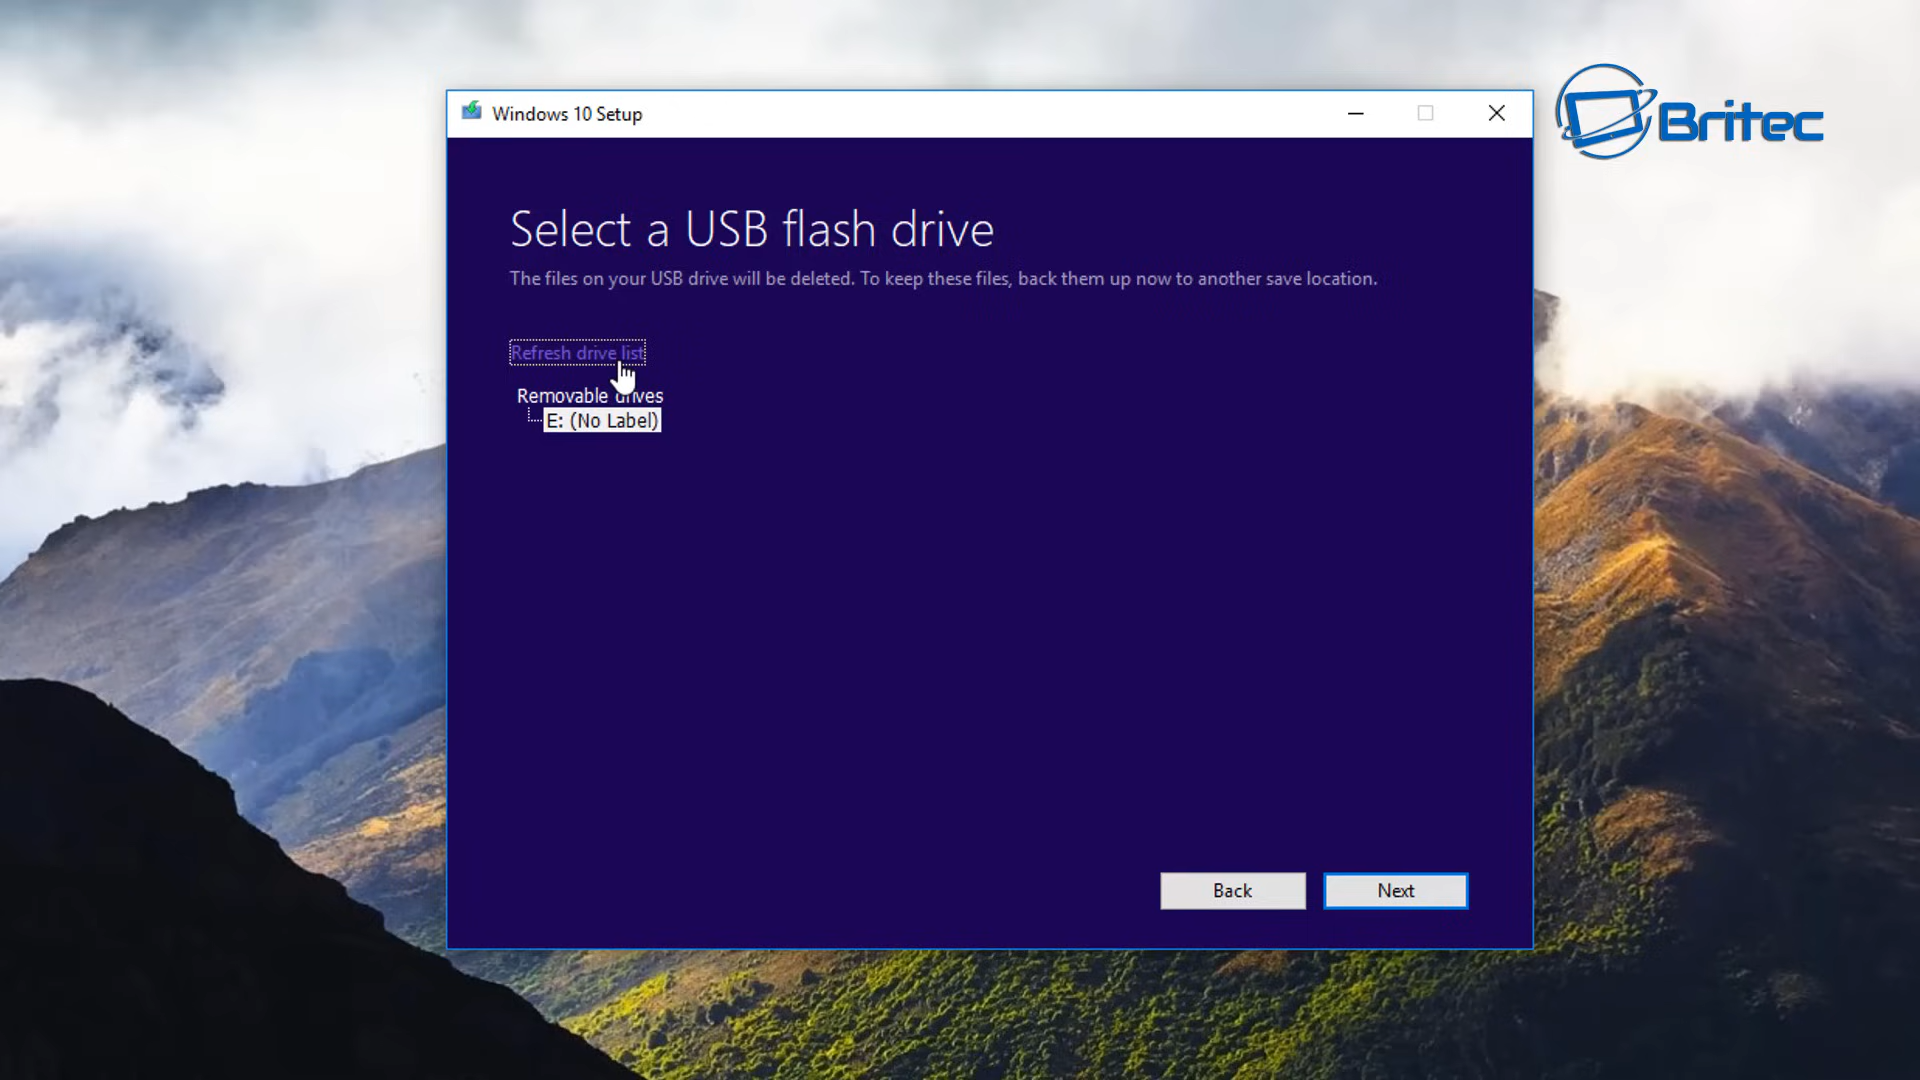 Windows 10 Setup
Britec
Select a USB flash drive
The files on your USB drive will be deleted. To keep these files, back them up now to another save location.
Refresh drive list
Removable drives
E: (No Label)
Back
Next